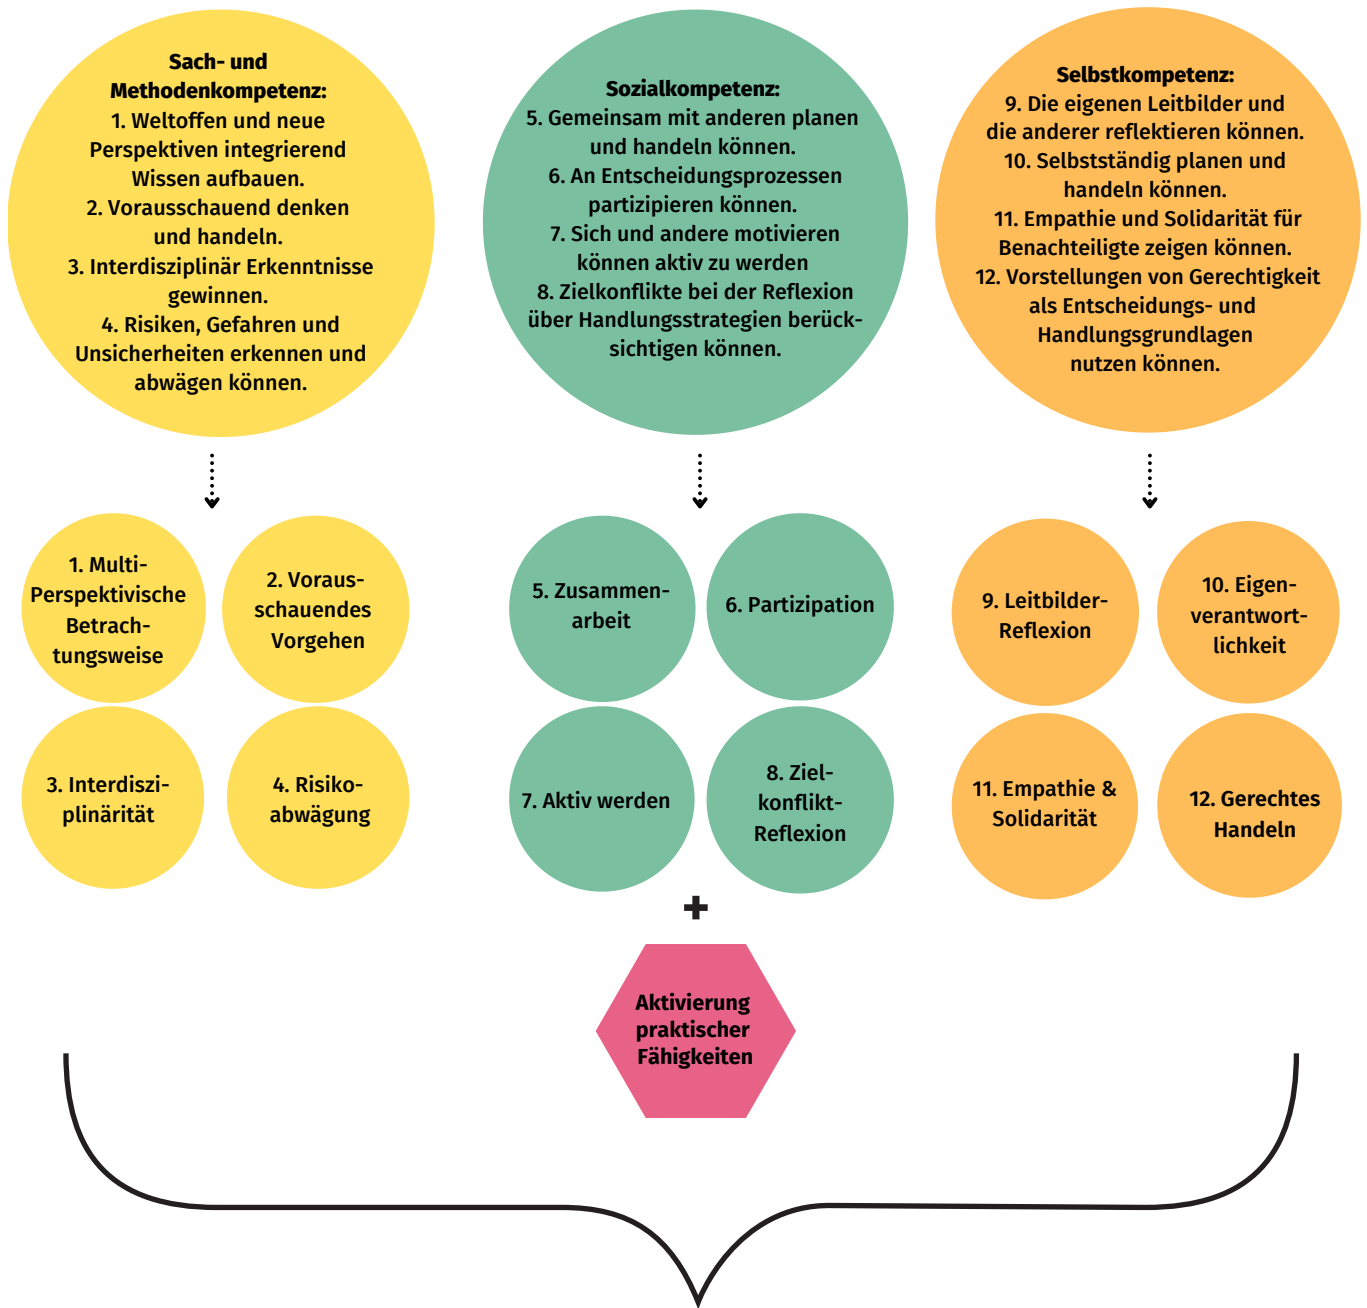 Sach- und
Methodenkompetenz:
1. Weltoffen und neue
Perspektiven integrierend
Wissen aufbauen.
2. Vorausschauend denken
und handeln.
3. Interdisziplinär Erkenntnisse
gewinnen.
4. Risiken, Gefahren und
Unsicherheiten erkennen und
abwägen können.
Sozialkompetenz:
5. Gemeinsam mit anderen planen
und handeln können.
6. An Entscheidungsprozessen
partizipieren können.
7. Sich und andere motivieren
können aktiv zu werden
8. Zielkonflikte bei der Reflexion
über Handlungsstrategien berück-
sichtigen können.
Selbstkompetenz:
9. Die eigenen Leitbilder und
die anderer reflektieren können.
10. Selbstständig planen und
handeln können.
11. Empathie und Solidarität für
Benachteiligte zeigen können.
12. Vorstellungen von Gerechtigkeit
als Entscheidungs- und
Handlungsgrundlagen
nutzen können.
1. Multi-
Perspektivische
Betrach-
tungsweise
2. Voraus-
schauendes
Vorgehen
3. Interdiszi-
plinärität
4. Risiko-
abwägung
5. Zusammen-
arbeit
6. Partizipation
7. Aktiv werden
8. Ziel-
konflikt-
Reflexion
9. Leitbilder-
Reflexion
10. Eigen-
verantwort-
lichkeit
11. Empathie &
Solidarität
12. Gerechtes
Handeln
+
Aktivierung
praktischer
Fähigkeiten